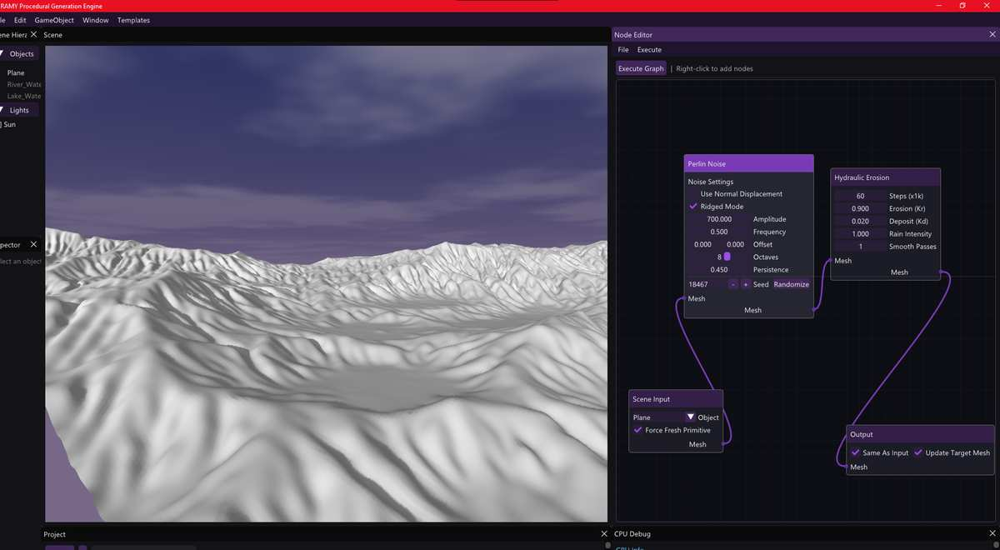 RAMY Procedural Generation Engine
le Edit GameObject Window Templates
ene Hiera Scene
Objects
Plane
River_Wate
Lake_Wate
Lights
Sun
pector
lect an object
Node Editor
File Execute
Execute Graph | Right-click to add nodes
Perlin Noise
Noise Settings
Use Normal Displacement
Ridged Mode
700.000 Amplitude
0.500 Frequency
0.000 0.000 Offset
8 Octaves
0.450 Persistence
18467 - + Seed Randomize
Mesh
Mesh
Hydraulic Erosion
60 Steps (x1k)
0.900 Erosion (Kr)
0.020 Deposit (Kd)
1.000 Rain Intensity
1 Smooth Passes
Mesh
Mesh
Scene Input
Plane Object
Force Fresh Primitive
Mesh
Output
Same As Input Update Target Mesh
Mesh
Project
CPU Debug
CPU Info